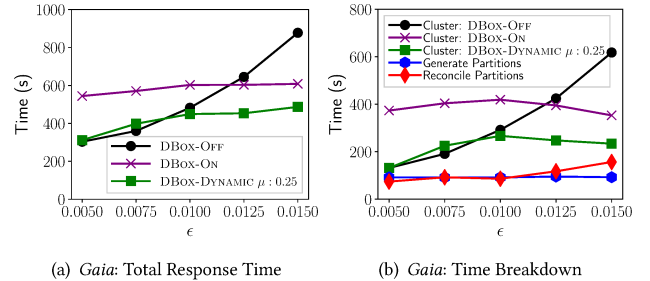 1000
800
600
400
200
0
Time (s)
DBox-Off
DBox-On
DBox-Dynamic μ : 0.25
0.0050 0.0075 0.0100 0.0125 0.0150
ϵ
(a) Gaia: Total Response Time
800
600
400
200
0
Time (s)
Cluster: DBox-Off
Cluster: DBox-On
Cluster: DBox-Dynamic μ : 0.25
Generate Partitions
Reconcile Partitions
0.0050 0.0075 0.0100 0.0125 0.0150
ϵ
(b) Gaia: Time Breakdown